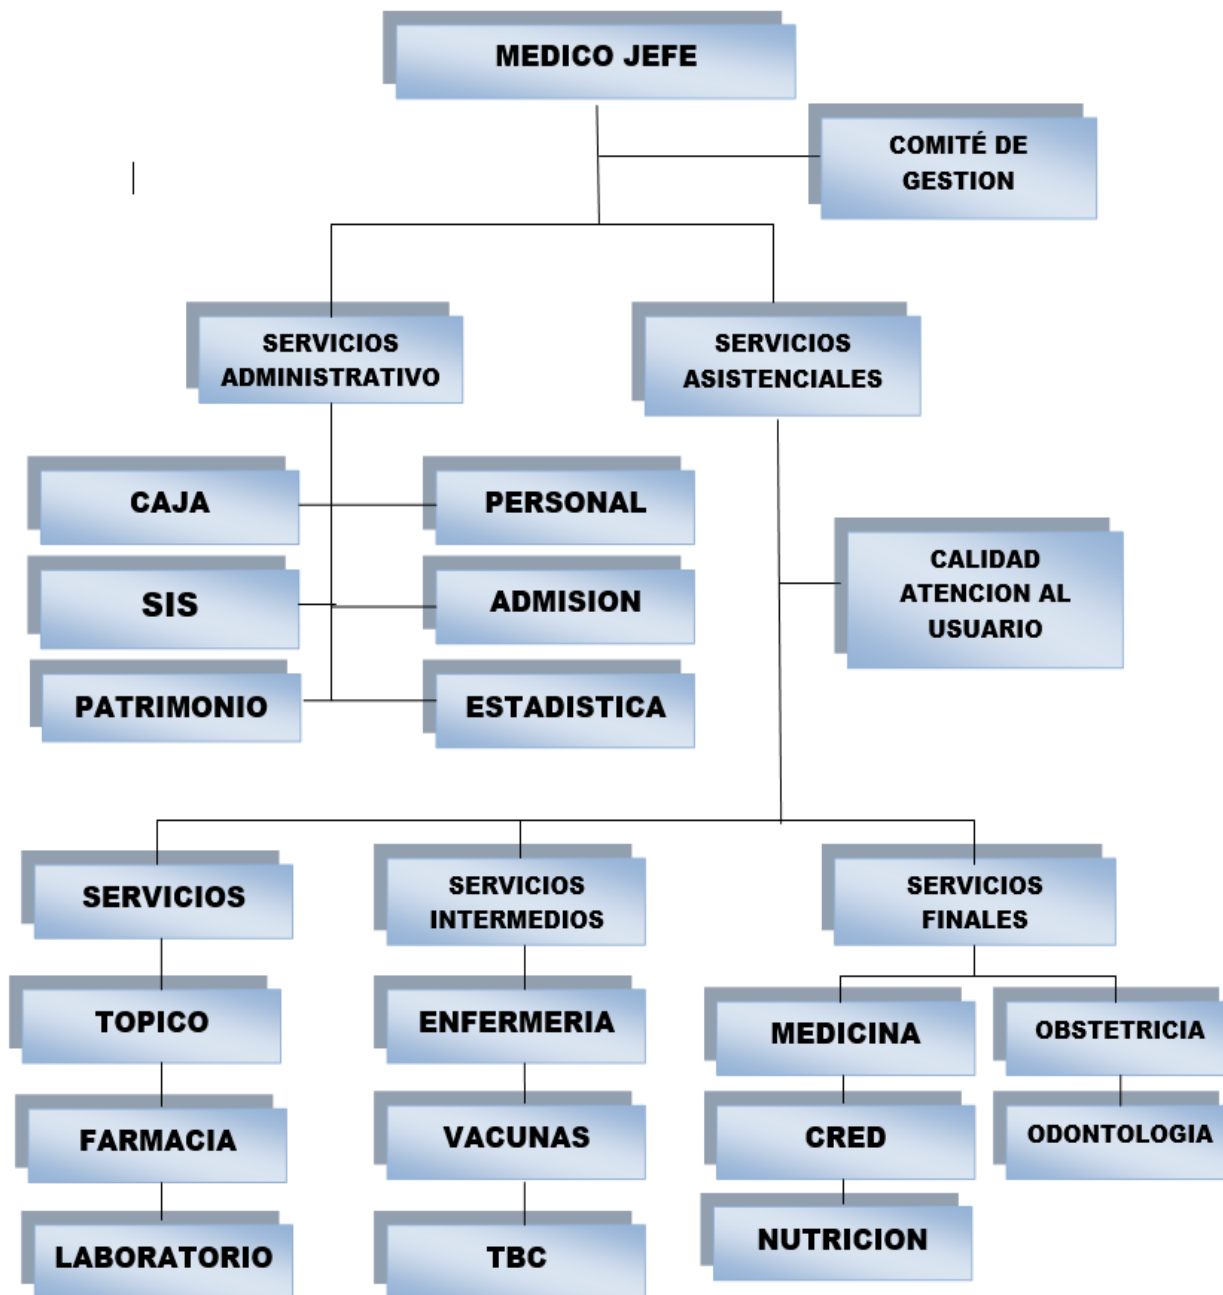 MEDICO JEFE
COMITÉ DE
GESTION
SERVICIOS
ADMINISTRATIVO
SERVICIOS
ASISTENCIALES
CAJA
PERSONAL
SIS
ADMISION
PATRIMONIO
ESTADISTICA
CALIDAD
ATENCION AL
USUARIO
SERVICIOS
SERVICIOS
INTERMEDIOS
SERVICIOS
FINALES
TOPICO
ENFERMERIA
MEDICINA
OBSTETRICIA
FARMACIA
VACUNAS
CRED
ODONTOLOGIA
LABORATORIO
TBC
NUTRICION